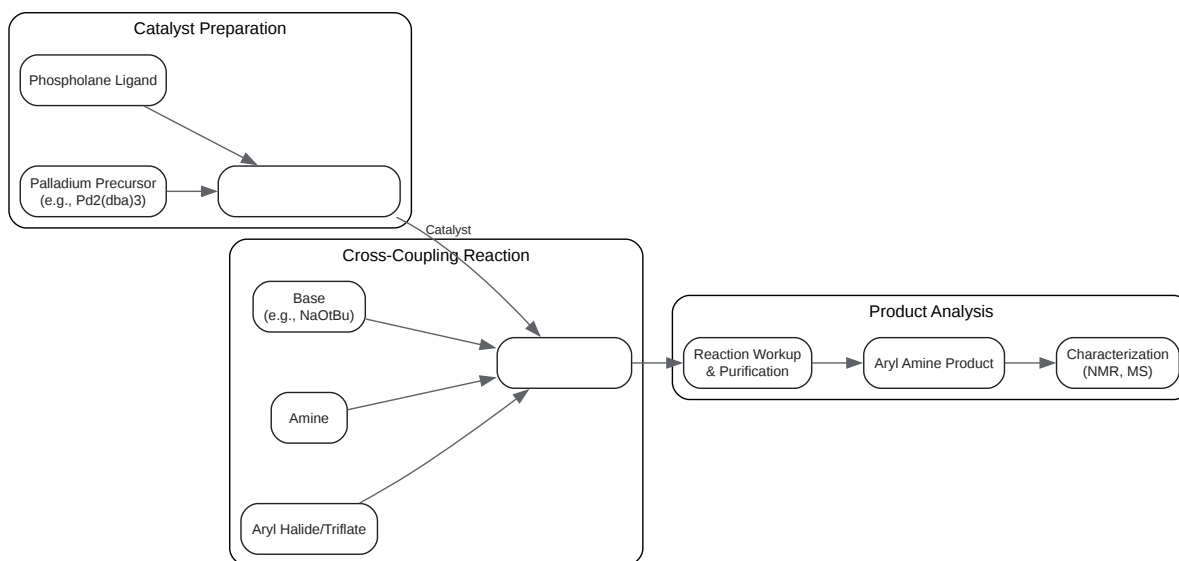 Catalyst Preparation
Phospholane Ligand
Palladium Precursor
(e.g., Pd2(dba)3)
Catalyst
Cross-Coupling Reaction
Base
(e.g., NaOtBu)
Amine
Aryl Halide/Triflate
Product Analysis
Reaction Workup
& Purification
Aryl Amine Product
Characterization
(NMR, MS)